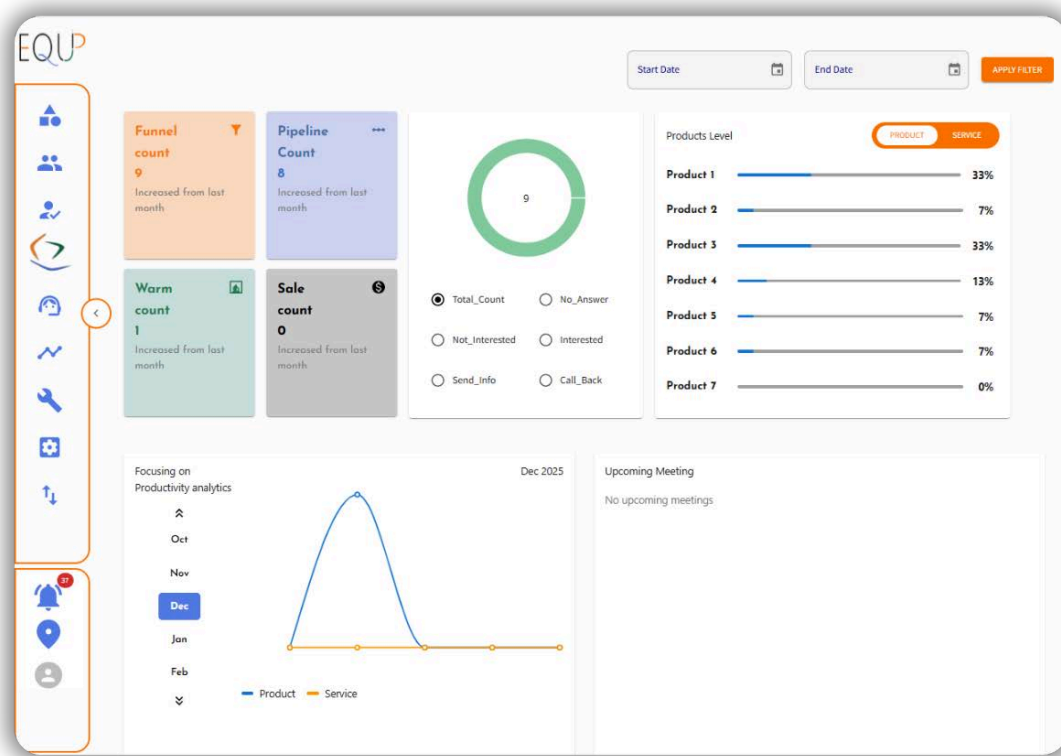 EQUP
Start Date
End Date
APPLY FILTER
Funnel
count
9
Increased from last
month
Pipeline
Count
8
Increased from last
month
Warm
count
1
Increased from last
month
Sale
count
0
Increased from last
month
9
Total_Count
No_Answer
Not_Interested
Interested
Send_Info
Call_Back
Products Level
PRODUCT
SERVICE
Product 1 33%
Product 2 7%
Product 3 33%
Product 4 13%
Product 5 7%
Product 6 7%
Product 7 0%
Focusing on
Productivity analytics
Dec 2025
Oct
Nov
Dec
Jan
Feb
Product
Service
Upcoming Meeting
No upcoming meetings
37